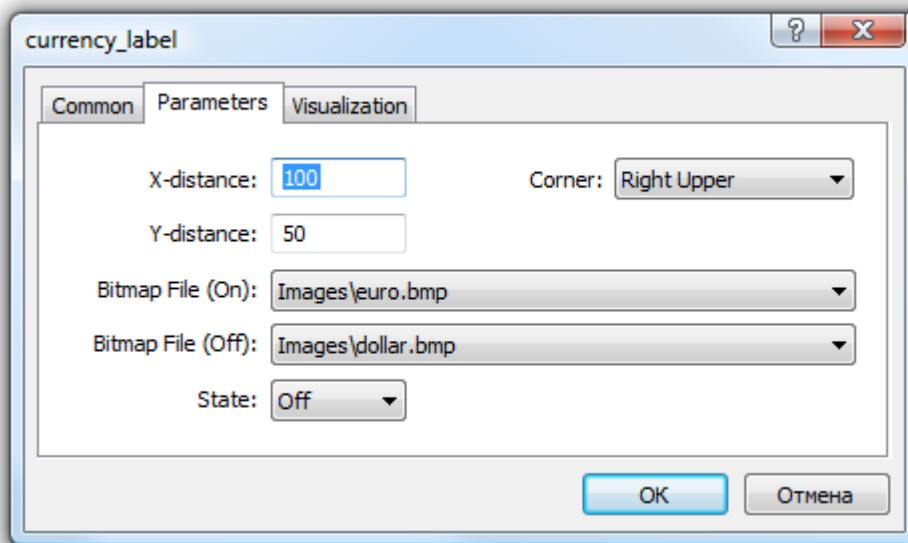 currency_label
Common Parameters Visualization
X-distance: 100 Corner: Right Upper
Y-distance: 50
Bitmap File (On): Images\euro.bmp
Bitmap File (Off): Images\dollar.bmp
State: Off
OK Отмена